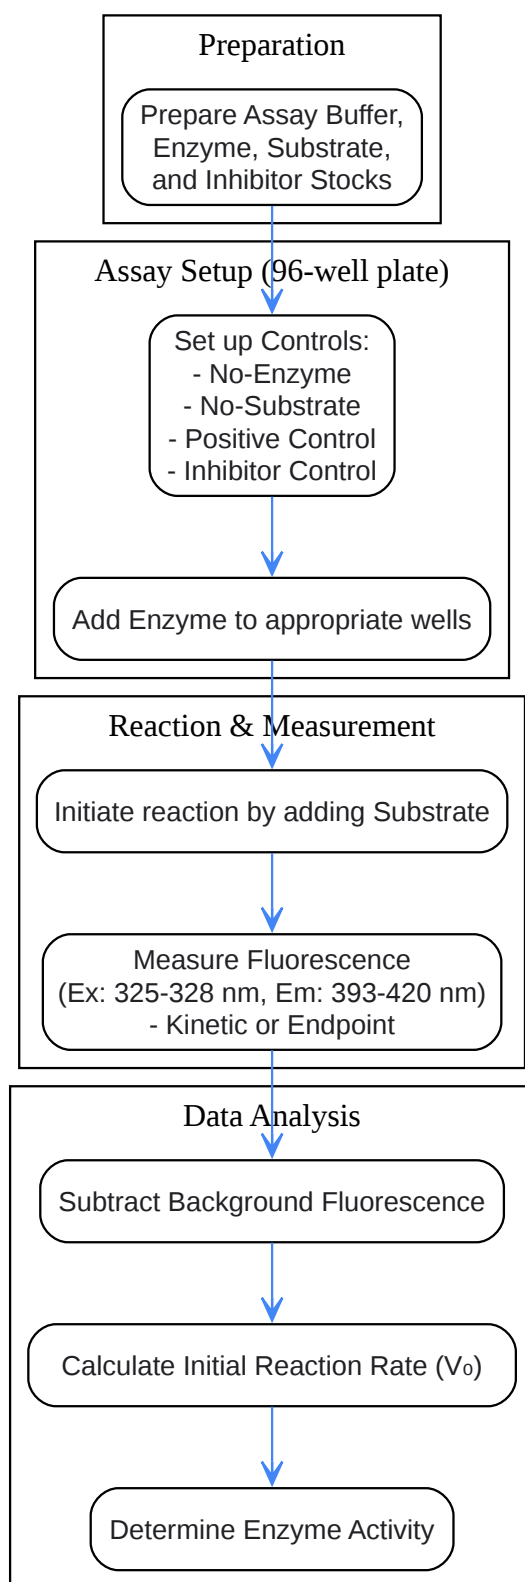 Preparation
Prepare Assay Buffer,
Enzyme, Substrate,
and Inhibitor Stocks
Assay Setup (96-well plate)
Set up Controls:
- No-Enzyme
- No-Substrate
- Positive Control
- Inhibitor Control
Add Enzyme to appropriate wells
Reaction & Measurement
Initiate reaction by adding Substrate
Measure Fluorescence
(Ex: 325-328 nm, Em: 393-420 nm)
- Kinetic or Endpoint
Data Analysis
Subtract Background Fluorescence
Calculate Initial Reaction Rate (V₀)
Determine Enzyme Activity